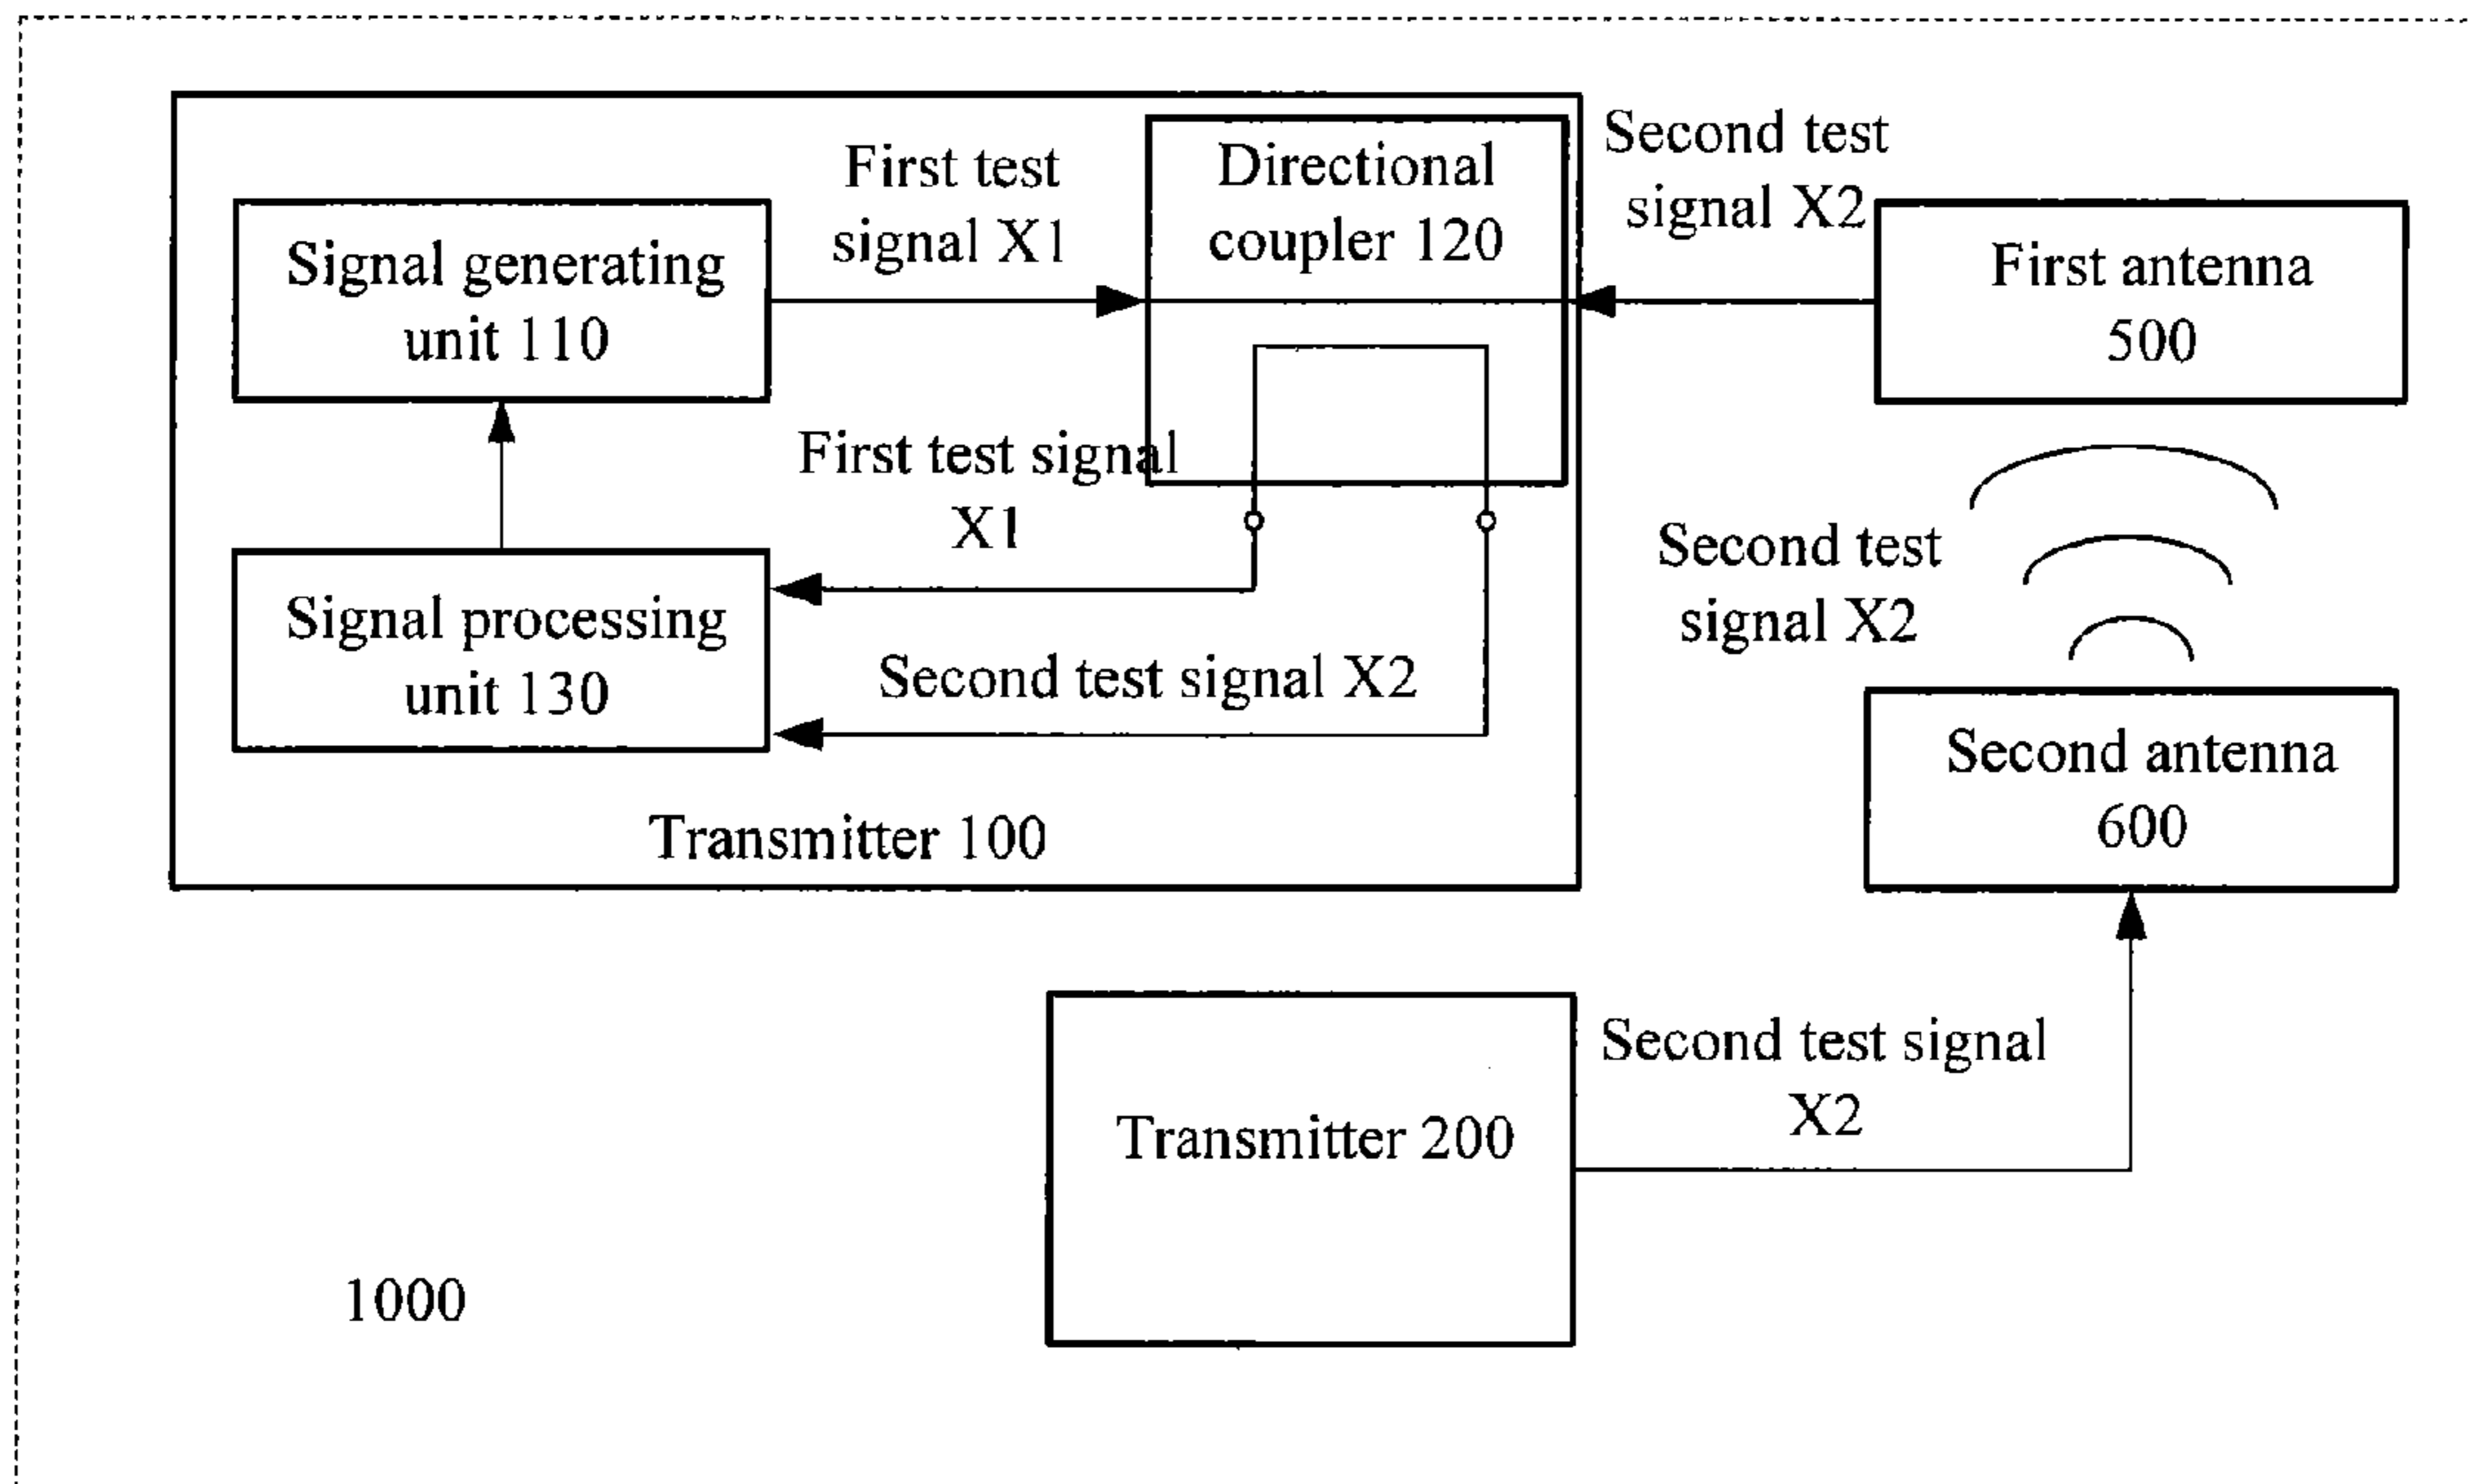 First test
signal X1
Directional
coupler 120
Second test
signal X2
Signal generating
unit 110
First antenna
500
First test signal
X1
Second test
signal X2
Signal processing
unit 130
Second test signal X2
Second antenna
600
Transmitter 100
Transmitter 200
Second test signal
X2
1000